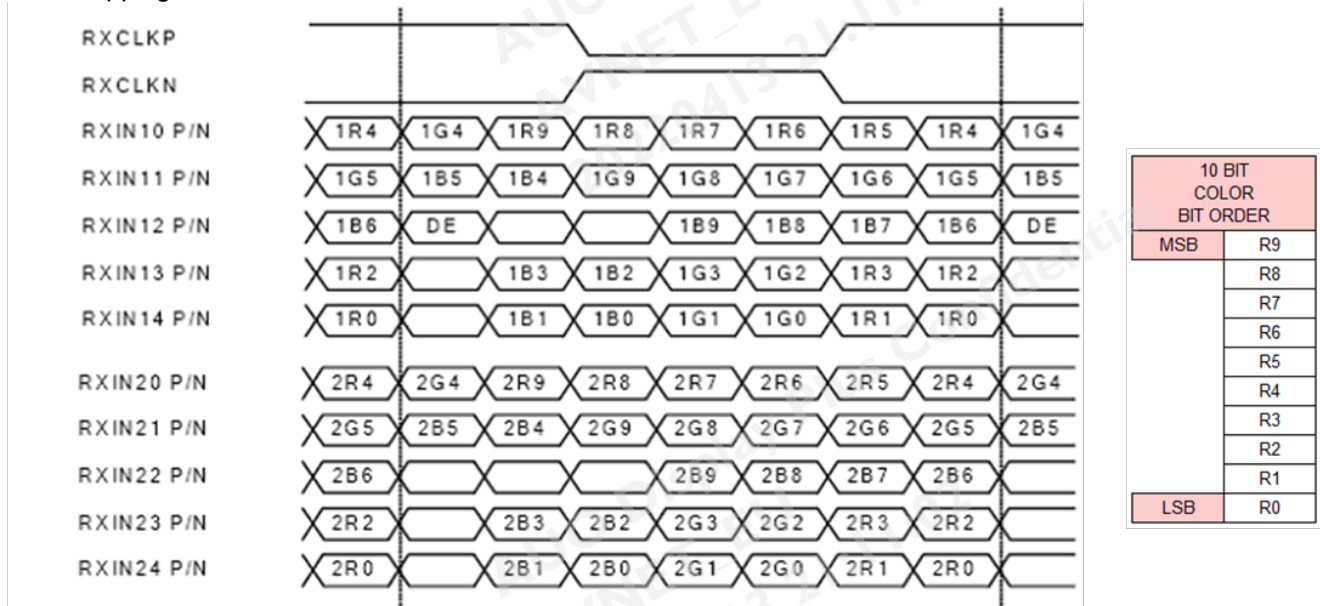 RXCLKP
RXCLKN
RXIN10 P/N 1R4 1G4 1R9 1R8 1R7 1R6 1R5 1R4 1G4
RXIN11 P/N 1G5 1B5 1B4 1G9 1G8 1G7 1G6 1G5 1B5
RXIN12 P/N 1B6 DE 1B9 1B8 1B7 1B6 DE
RXIN13 P/N 1R2 1B3 1B2 1G3 1G2 1R3 1R2
RXIN14 P/N 1R0 1B1 1B0 1G1 1G0 1R1 1R0
RXIN20 P/N 2R4 2G4 2R9 2R8 2R7 2R6 2R5 2R4 2G4
RXIN21 P/N 2G5 2B5 2B4 2G9 2G8 2G7 2G6 2G5 2B5
RXIN22 P/N 2B6 2B9 2B8 2B7 2B6
RXIN23 P/N 2R2 2B3 2B2 2G3 2G2 2R3 2R2
RXIN24 P/N 2R0 2B1 2B0 2G1 2G0 2R1 2R0
10 BIT
COLOR
BIT ORDER
MSB R9
R8
R7
R6
R5
R4
R3
R2
R1
LSB R0
AUO Display Plus Confidential